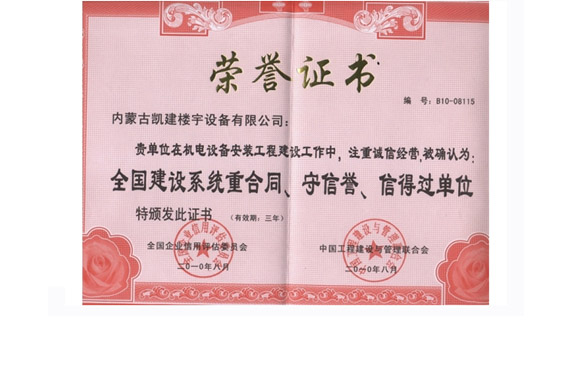 荣誉证书
编 号：B10-08115
内蒙古凯建楼宇设备有限公司：
贵单位在机电设备安装工程建设工作中，注重诚信经营，被确认为：
全国建设系统重合同、守信誉、信得过单位
特颁发此证书 （有效期：三年）
全国企业信用评估委员会 中国工程建设与管理联合会
二〇一〇年八月 二〇一〇年八月